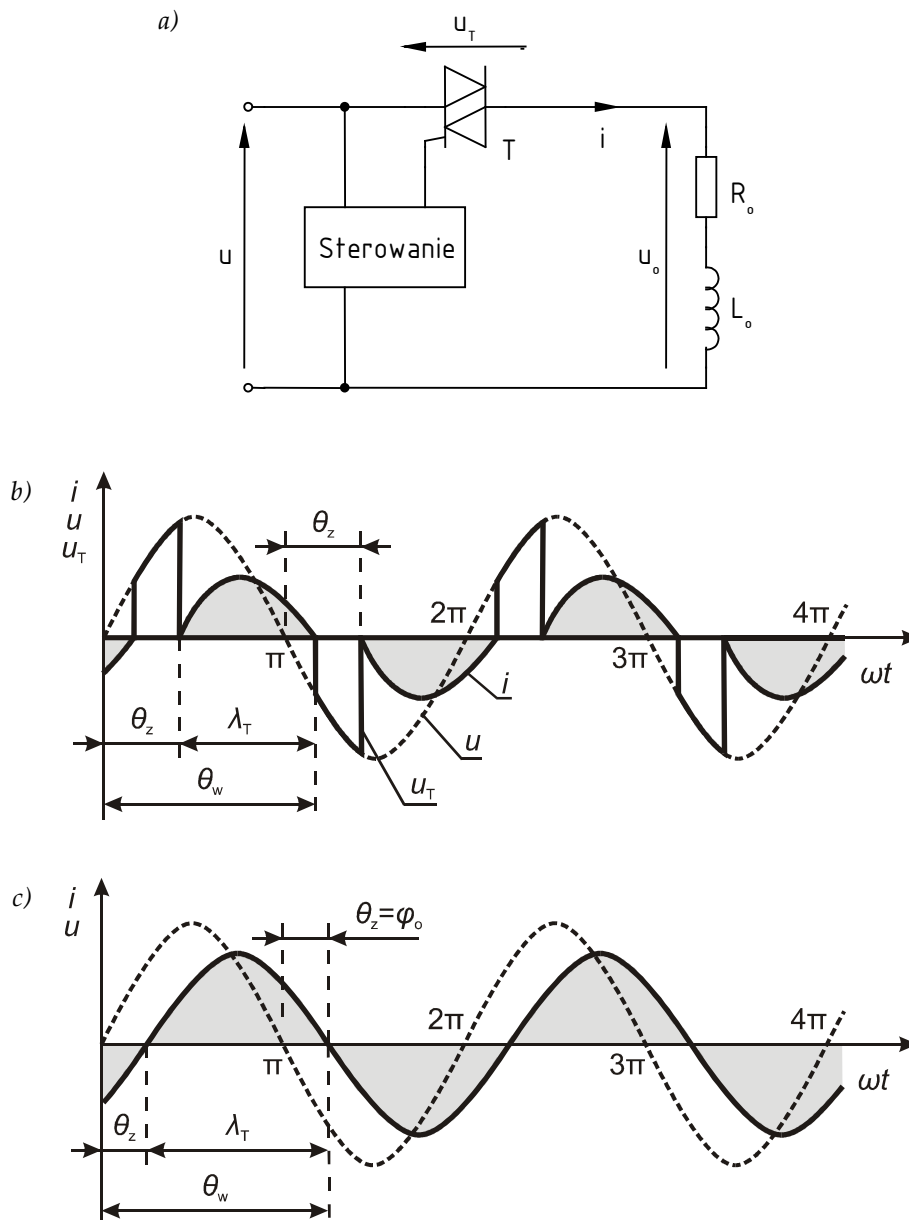 a)
u_T
T
i
Sterowanie
u
u_o
R_o
L_o
b)
i
u
u_T
θ_z
2π
4π
π
3π
ωt
i
θ_z
λ_T
u
θ_w
u_T
c)
i
u
θ_z=φ_o
2π
4π
π
3π
ωt
θ_z
λ_T
θ_w